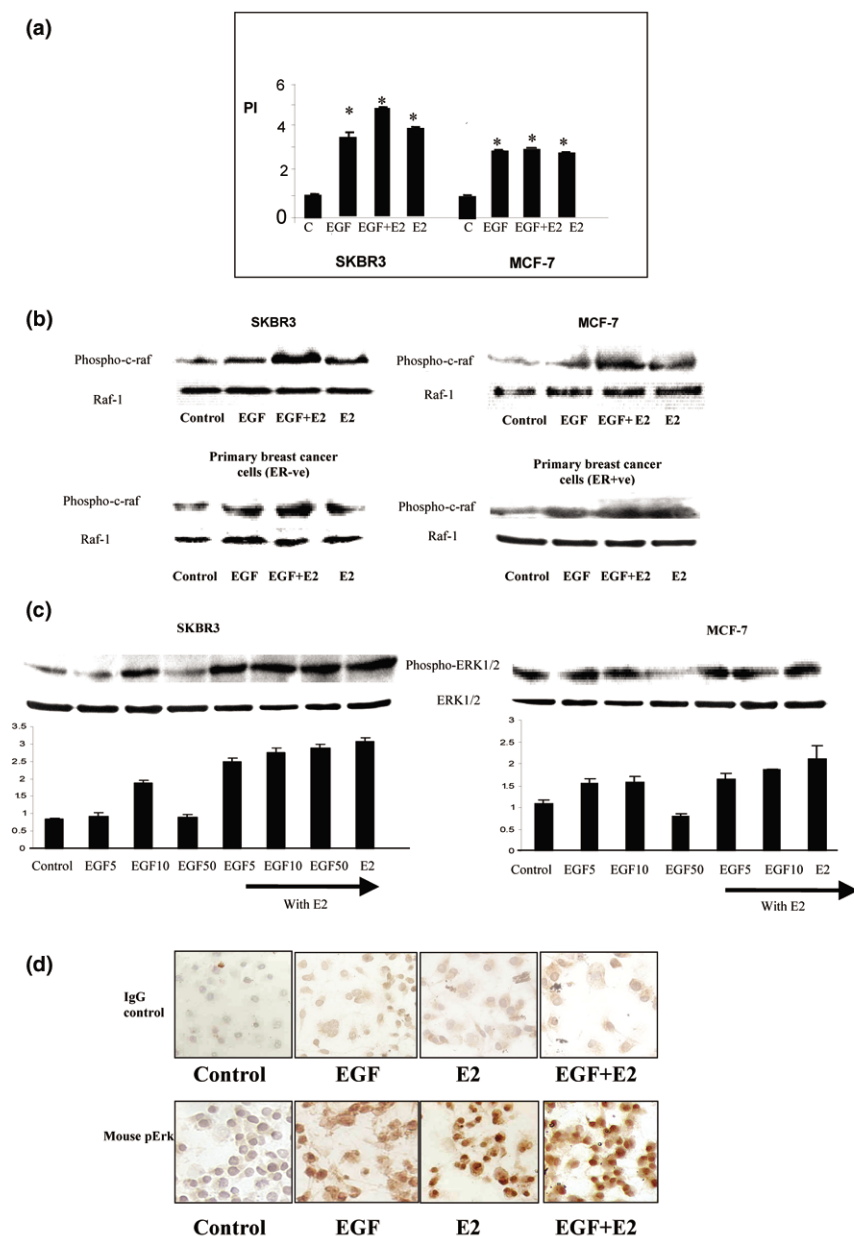 (a)
6
PI
4
2
0
* * * * * *
C EGF EGF+E2 E2 C EGF EGF+E2 E2
SKBR3 MCF-7
(b)
SKBR3 MCF-7
Phospho-c-raf Phospho-c-raf
Raf-1 Raf-1
Control EGF EGF+E2 E2 Control EGF EGF+ E2 E2
Primary breast cancer Primary breast cancer
cells (ER-ve) cells (ER+ve)
Phospho-c-raf Phospho-c-raf
Raf-1 Raf-1
Control EGF EGF+E2 E2 Control EGF EGF+E2 E2
(c)
SKBR3 MCF-7
Phospho-ERK1/2
ERK1/2
3.5
3
2.5
2
1.5
1
0.5
Control EGF5 EGF10 EGF50 EGF5 EGF10 EGF50 E2
With E2
3
2.5
2
1.5
1
0.5
0
Control EGF5 EGF10 EGF50 EGF5 EGF10 E2
With E2
(d)
IgG
control
Control EGF E2 EGF+E2
Mouse pErk
Control EGF E2 EGF+E2